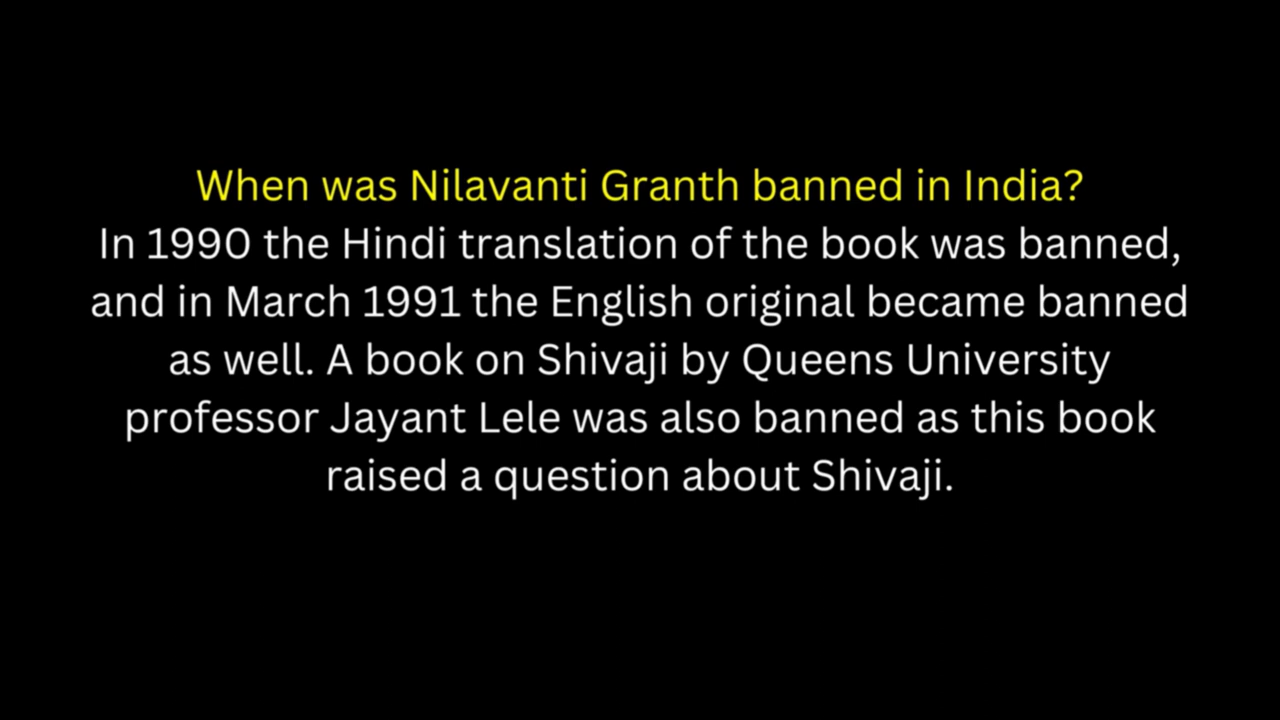 When was Nilavanti Granth banned in India?
In 1990 the Hindi translation of the book was banned,
and in March 1991 the English original became banned
as well. A book on Shivaji by Queens University
professor Jayant Lele was also banned as this book
raised a question about Shivaji.